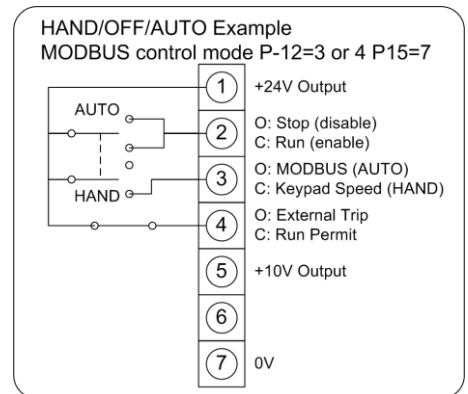 HAND/OFF/AUTO Example
MODBUS control mode P-12=3 or 4 P15=7
1 +24V Output
AUTO
2 O: Stop (disable)
C: Run (enable)
3 O: MODBUS (AUTO)
C: Keypad Speed (HAND)
HAND
4 O: External Trip
C: Run Permit
5 +10V Output
6
7 0V